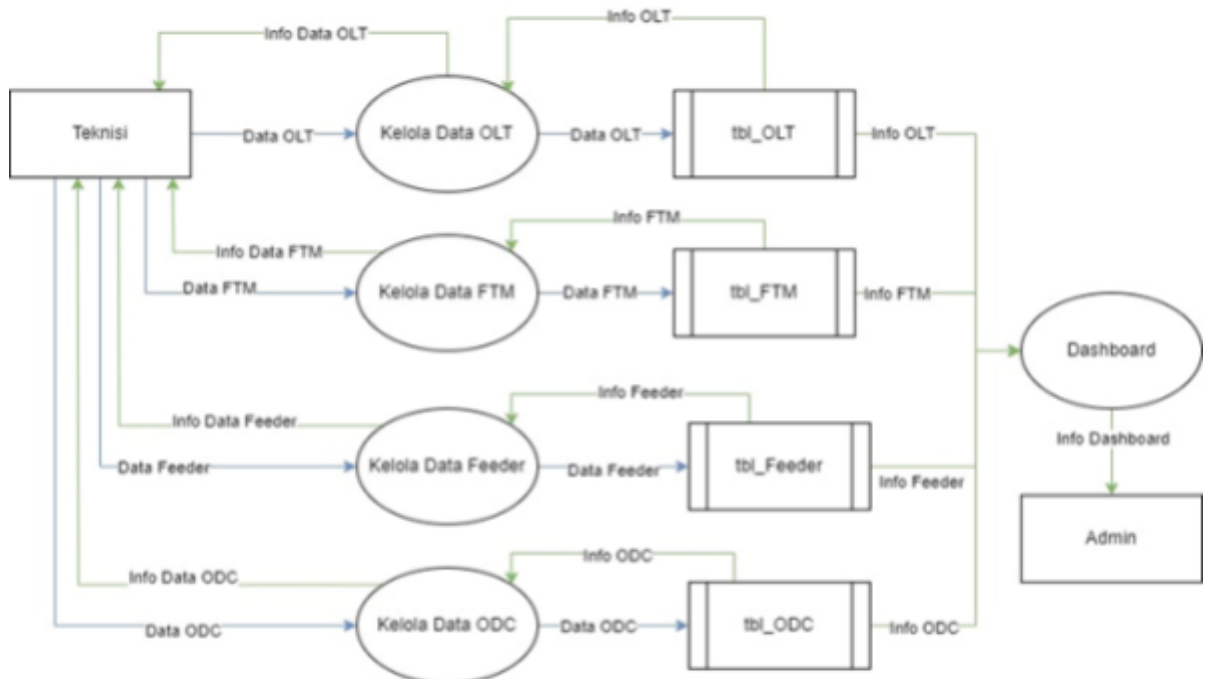 Info OLT
Info Data OLT
Teknisi
Data OLT
Kelola Data OLT
Data OLT
tbl_OLT
Info OLT
Info FTM
Info Data FTM
Data FTM
Kelola Data FTM
Data FTM
tbl_FTM
Info FTM
Dashboard
Info Feeder
Info Data Feeder
Data Feeder
Kelola Data Feeder
Data Feeder
tbl_Feeder
Info Feeder
Info Dashboard
Admin
Info ODC
Info Data ODC
Data ODC
Kelola Data ODC
Data ODC
tbl_ODC
Info ODC